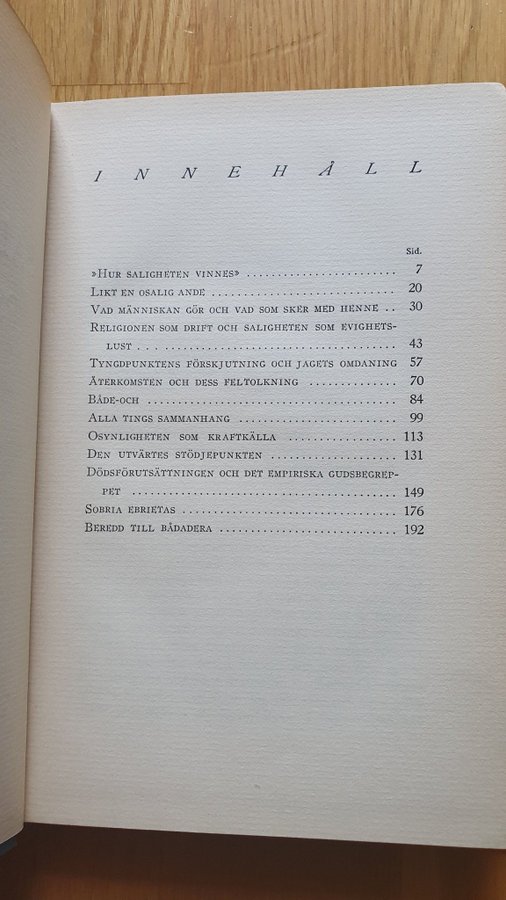 INNEHÅLL
Sid.
»Hur saligheten vinnes» ........................ 7
Likt en osalig ande .............................. 20
Vad människan gör och vad som sker med henne .. 30
Religionen som drift och saligheten som evighets-
lust . ........................................ 43
Tyngdpunktens förskjutning och jagets omdaning 57
Återkomsten och dess feltolkning .............. 70
Både-och ........................................ 84
Alla tings sammanhang .......................... 99
Osynligheten som kraftkälla .................... 113
Den utvärtes stödjepunkten ...................... 131
Dödsförutsättningen och det empiriska gudsbegrep-
pet .......................................... 149
Sobria ebrietas .................................. 176
Beredd till bådadera ............................ 192